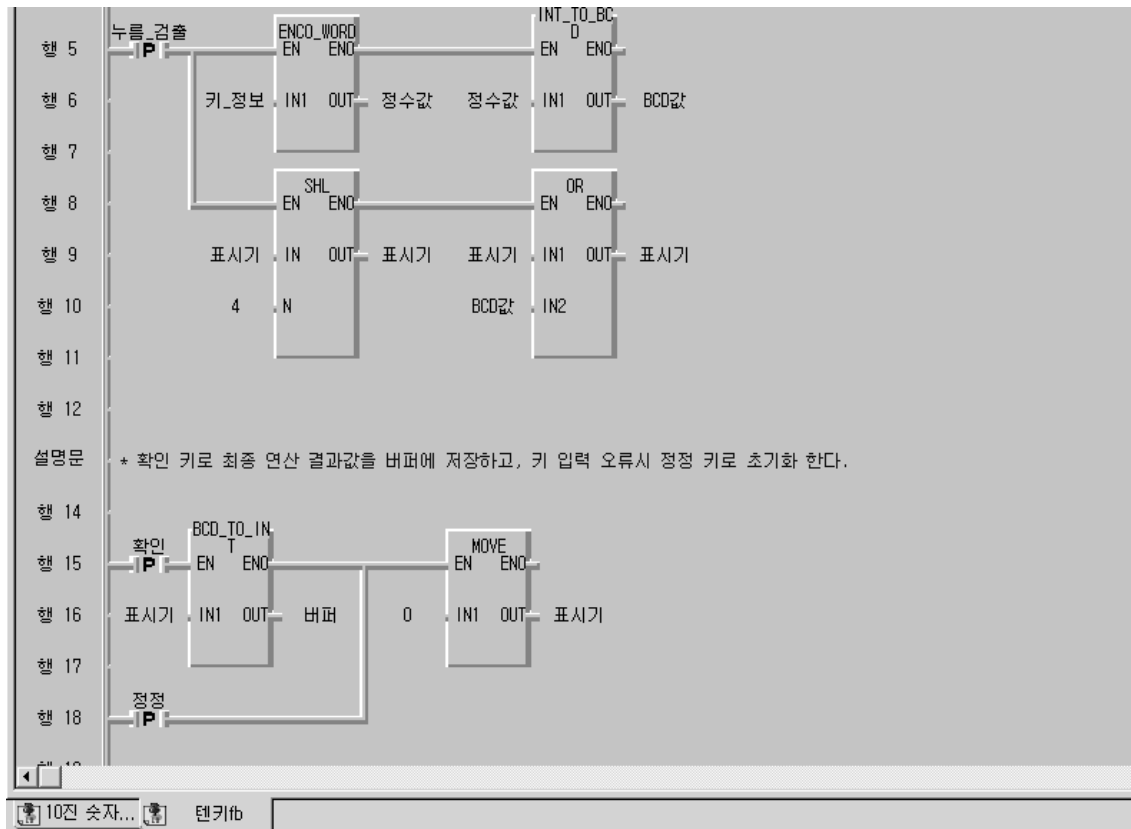 INT_TO_BC
누름_검출 ENCO_WORD D
행 5 P EN ENO EN ENO
행 6 키_정보 IN1 OUT 정수값 정수값 IN1 OUT BCD값
행 7
SHL OR
행 8 EN ENO EN ENO
행 9 표시기 IN OUT 표시기 표시기 IN1 OUT 표시기
행 10 4 N BCD값 IN2
행 11
행 12
설명문 * 확인 키로 최종 연산 결과값을 버퍼에 저장하고, 키 입력 오류시 정정 키로 초기화 한다.
행 14
BCD_TO_IN
확인 T MOVE
행 15 P EN ENO EN ENO
행 16 표시기 IN1 OUT 버퍼 0 IN1 OUT 표시기
행 17
정정
행 18 P
10진 숫자... 텐키fb